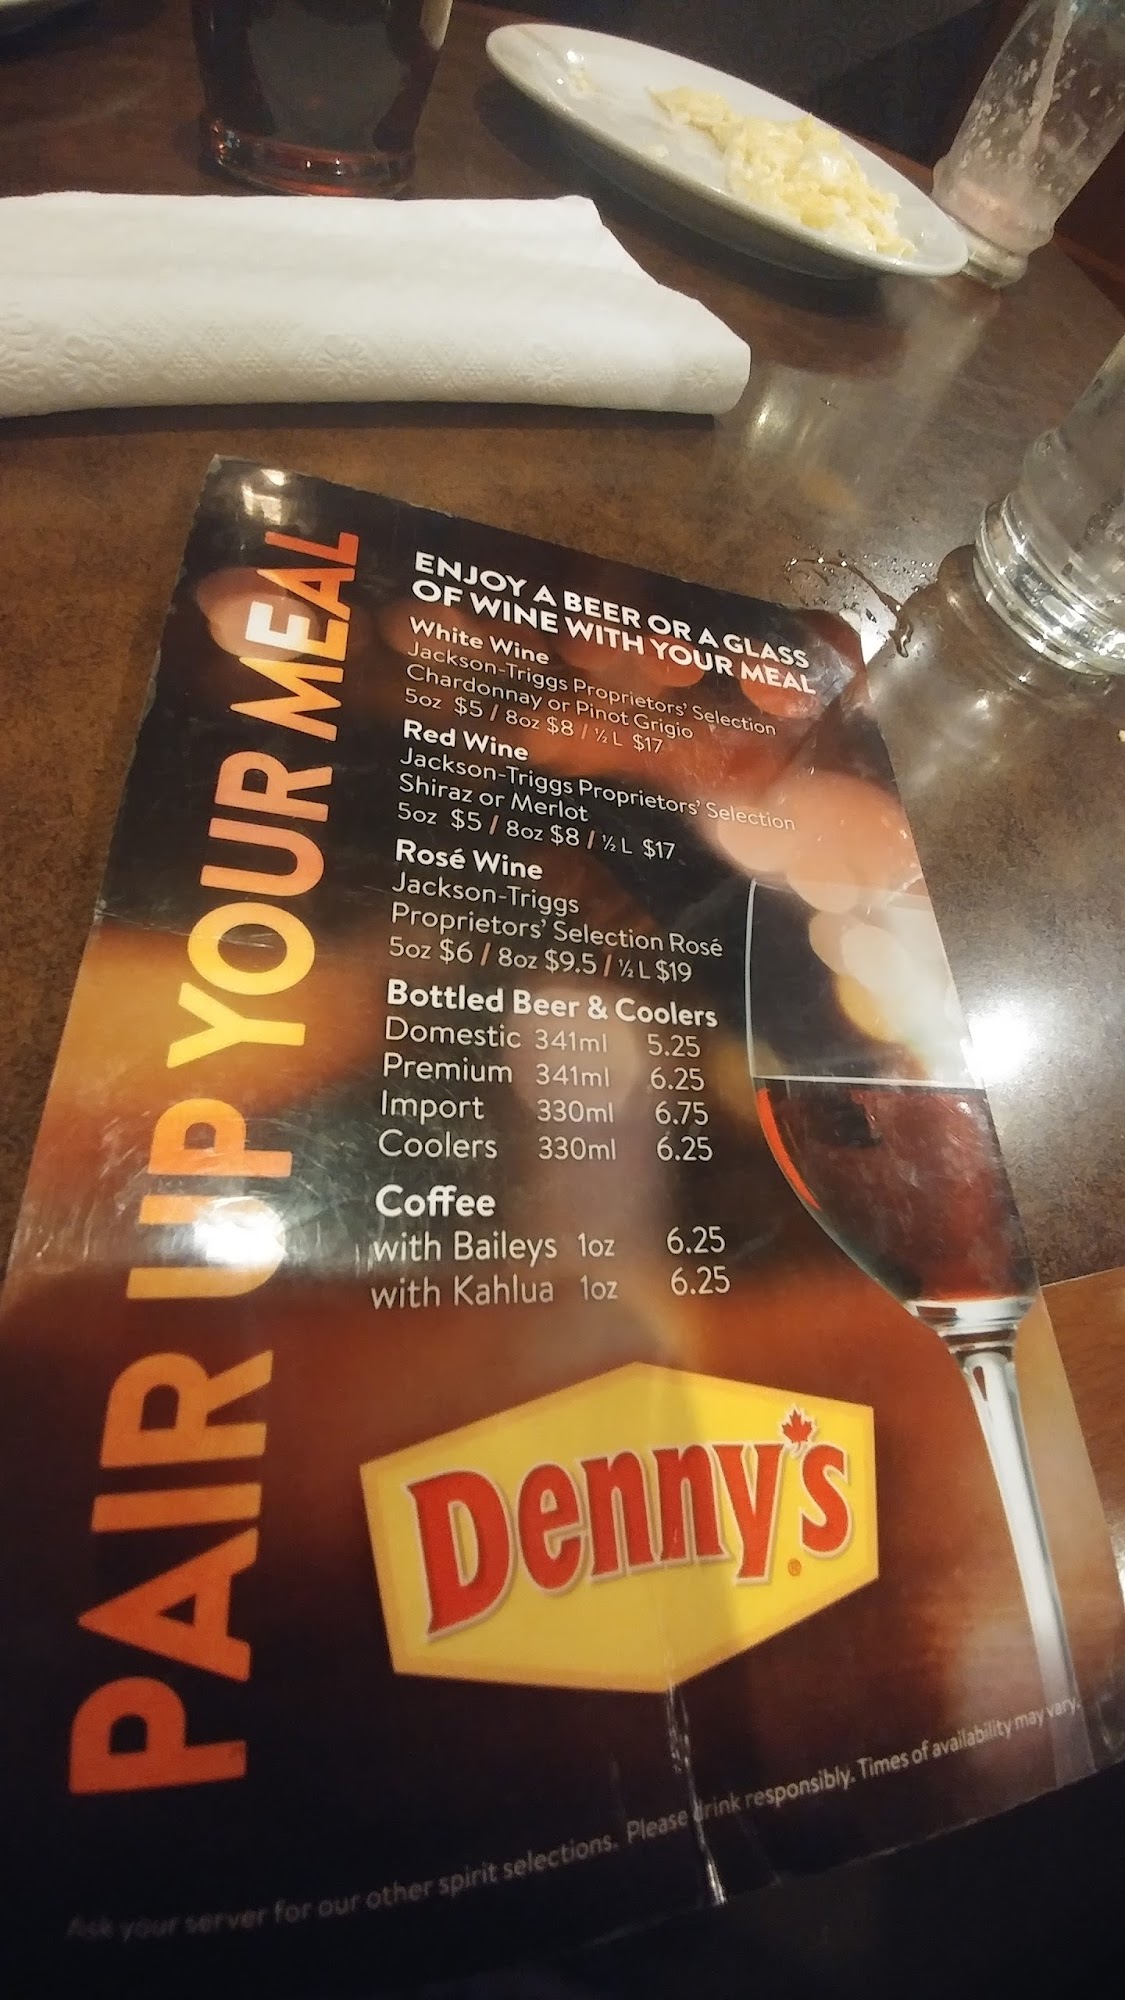 PAIR UP YOUR MEAL
ENJOY A BEER OR A GLASS
OF WINE WITH YOUR MEAL
White Wine
Jackson-Triggs Proprietors' Selection
Chardonnay or Pinot Grigio
5oz $5 / 8oz $8 / ½ L $17
Red Wine
Jackson-Triggs Proprietors' Selection
Shiraz or Merlot
5oz $5 / 8oz $8 / ½ L $17
Rosé Wine
Jackson-Triggs
Proprietors' Selection Rosé
5oz $6 / 8oz $9.5 / ½ L $19
Bottled Beer & Coolers
Domestic 341ml 5.25
Premium 341ml 6.25
Import 330ml 6.75
Coolers 330ml 6.25
Coffee
with Baileys 1oz 6.25
with Kahlua 1oz 6.25
Denny's®
Ask your server for our other spirit selections. Please drink responsibly. Times of availability may vary.